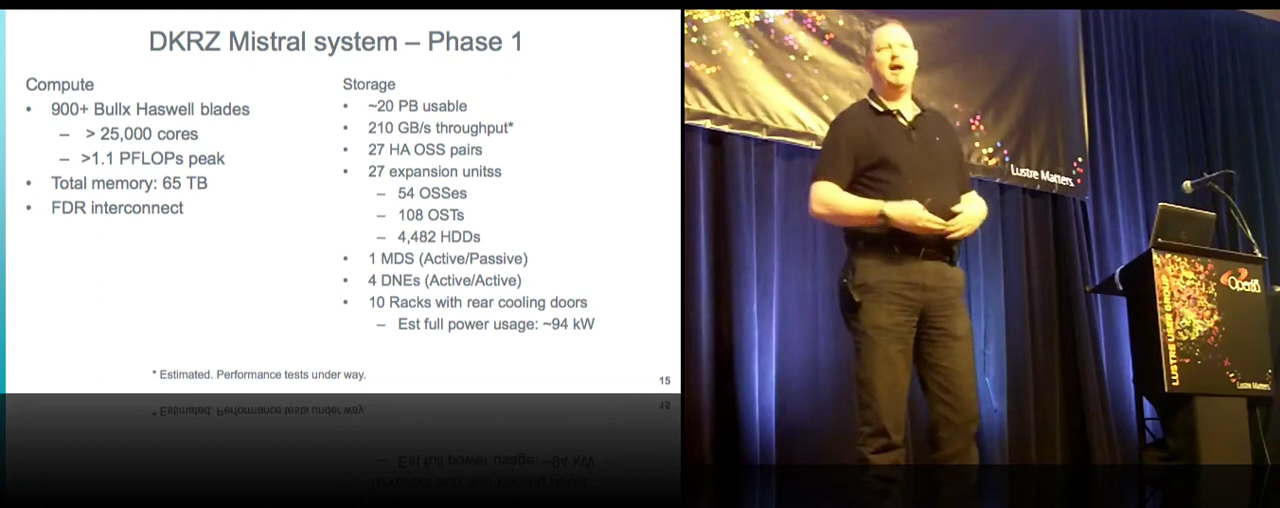 DKRZ Mistral system – Phase 1
Compute
• 900+ Bullx Haswell blades
– > 25,000 cores
– >1.1 PFLOPs peak
• Total memory: 65 TB
• FDR interconnect
Storage
• ~20 PB usable
• 210 GB/s throughput*
• 27 HA OSS pairs
• 27 expansion unitss
– 54 OSSes
– 108 OSTs
– 4,482 HDDs
• 1 MDS (Active/Passive)
• 4 DNEs (Active/Active)
• 10 Racks with rear cooling doors
– Est full power usage: ~94 kW
* Estimated. Performance tests under way.
15
Lustre Matters.
LUSTRE USER GROUP
Lustre Matters.